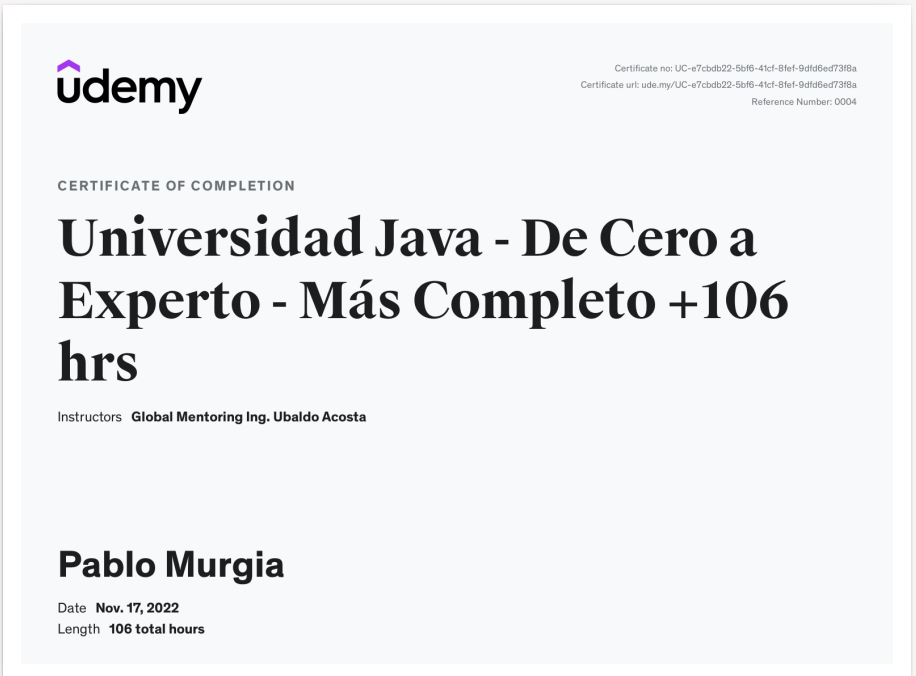 udemy
Certificate no: UC-e7cbdb22-5bf6-41cf-8fef-9dfd6ed73f8a
Certificate url: ude.my/UC-e7cbdb22-5bf6-41cf-8fef-9dfd6ed73f8a
Reference Number: 0004
CERTIFICATE OF COMPLETION
Universidad Java - De Cero a
Experto - Más Completo +106
hrs
Instructors Global Mentoring Ing. Ubaldo Acosta
Pablo Murgia
Date Nov. 17, 2022
Length 106 total hours